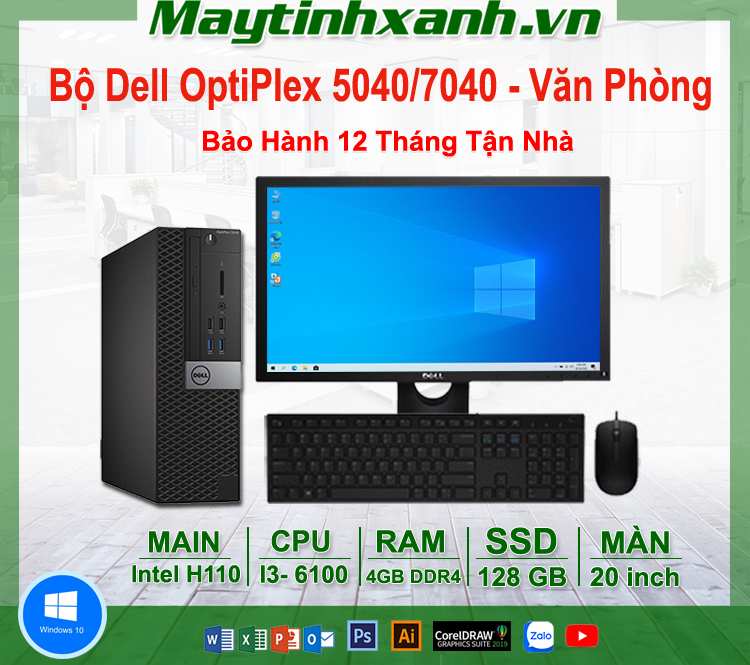 Maytinhxanh.vn
Bộ Dell OptiPlex 5040/7040 - Văn Phòng
Bảo Hành 12 Tháng Tận Nhà
DELL
DELL
MAIN
Intel H110
CPU
I3- 6100
RAM
4GB DDR4
SSD
128 GB
MÀN
20 inch
Windows 10
W
X
P
O
Ps
Ai
CorelDRAW
GRAPHICS SUITE 2019
Zalo